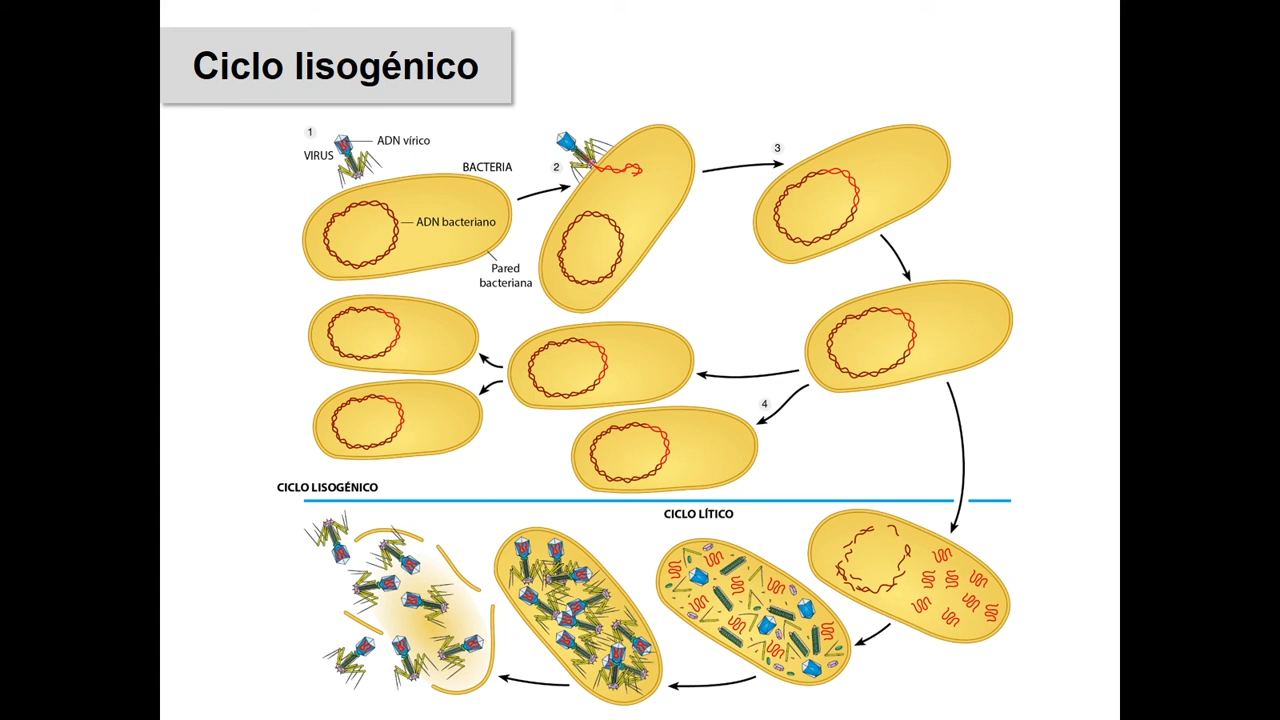 Ciclo lisogénico
1
ADN vírico
VIRUS
BACTERIA
2
3
ADN bacteriano
Pared
bacteriana
4
CICLO LISOGÉNICO
CICLO LÍTICO